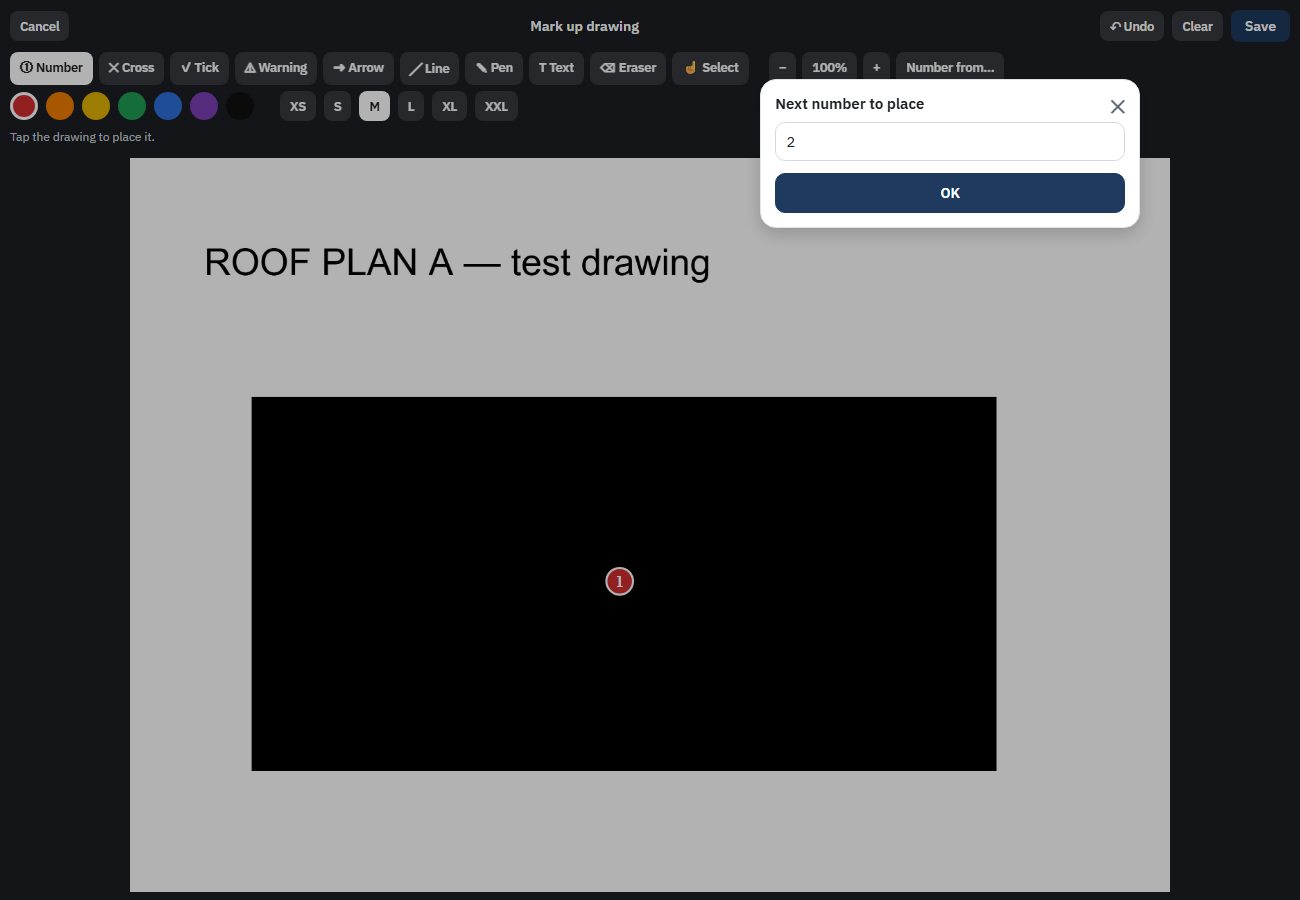 Cancel
Mark up drawing
↶ Undo
Clear
Save
① Number
✕ Cross
✓ Tick
⚠ Warning
➔ Arrow
╱ Line
✎ Pen
T Text
⌫ Eraser
☝ Select
−
100%
+
Number from...
XS
S
M
L
XL
XXL
Tap the drawing to place it.
Next number to place
2
OK
ROOF PLAN A — test drawing
1